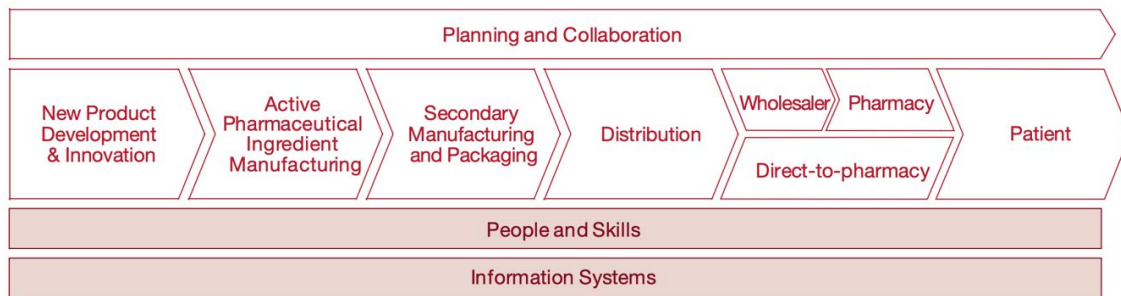 Planning and Collaboration
New Product
Development
& Innovation
Active
Pharmaceutical
Ingredient
Manufacturing
Secondary
Manufacturing
and Packaging
Distribution
Wholesaler
Pharmacy
Direct-to-pharmacy
Patient
People and Skills
Information Systems